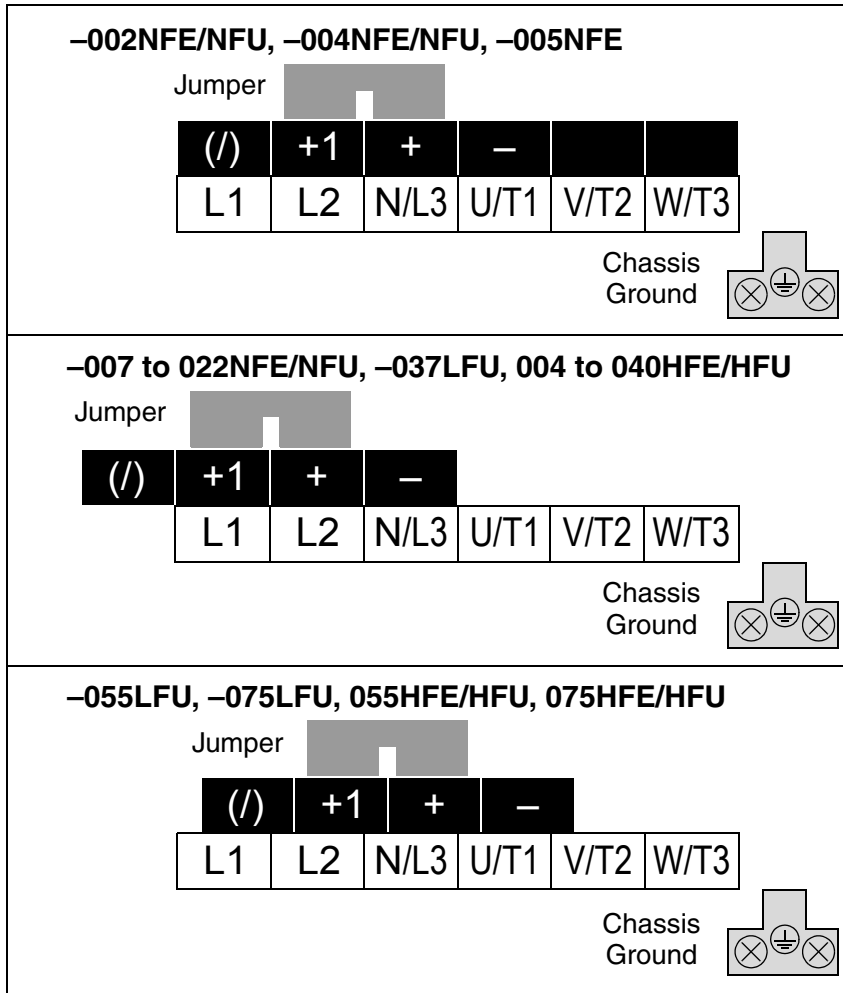 –002NFE/NFU, –004NFE/NFU, –005NFE
Jumper
(/) +1 + –
L1 L2 N/L3 U/T1 V/T2 W/T3
Chassis
Ground
–007 to 022NFE/NFU, –037LFU, 004 to 040HFE/HFU
Jumper
(/) +1 + –
L1 L2 N/L3 U/T1 V/T2 W/T3
Chassis
Ground
–055LFU, –075LFU, 055HFE/HFU, 075HFE/HFU
Jumper
(/) +1 + –
L1 L2 N/L3 U/T1 V/T2 W/T3
Chassis
Ground